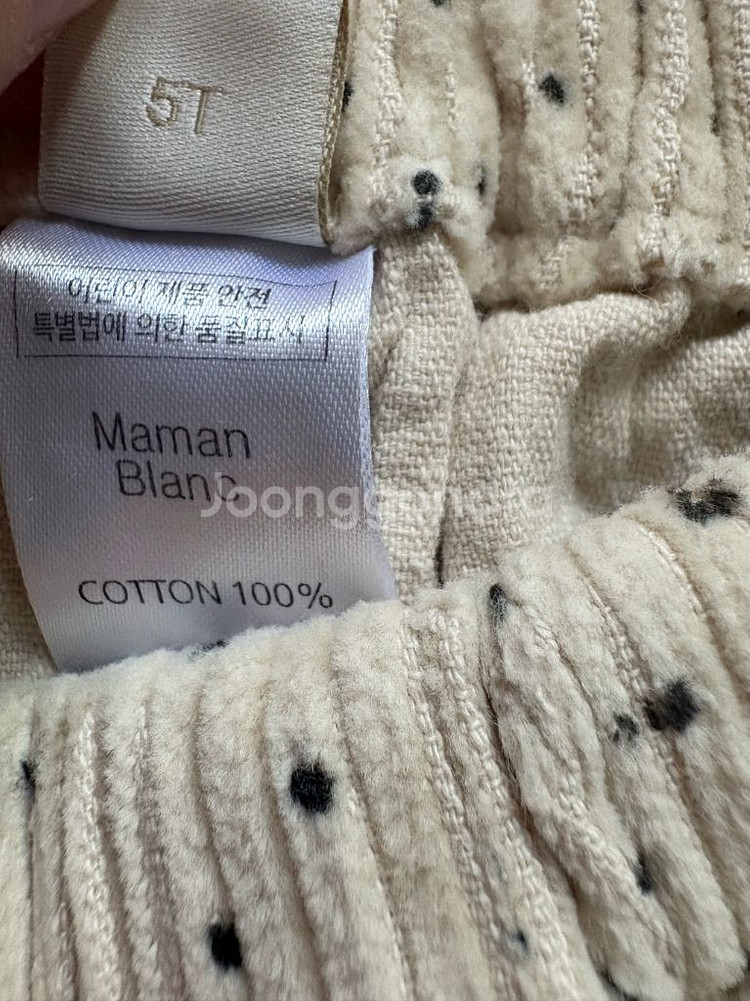 5T
어린이 제품 안전
특별법에 의한 품질표시
Maman
Blanc
Joonggonara
COTTON 100%